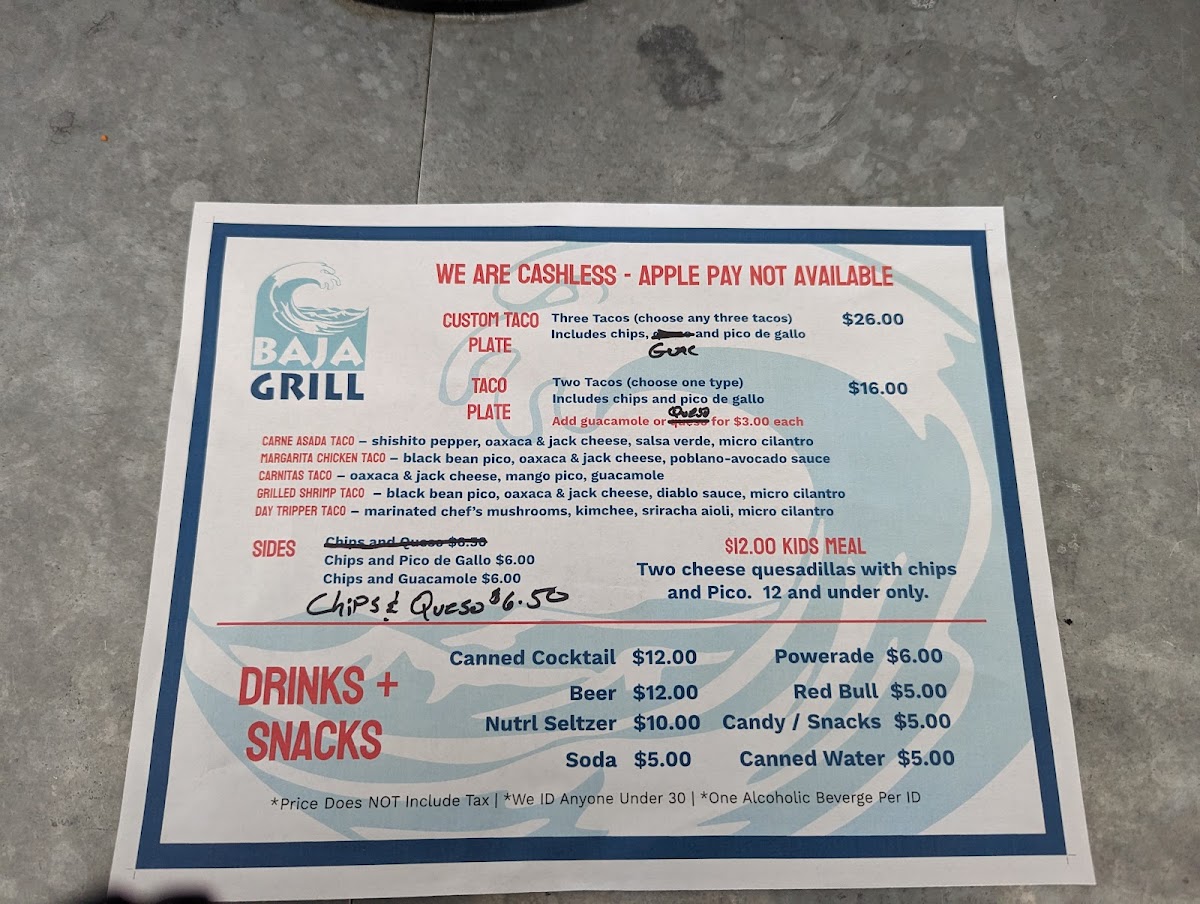 WE ARE CASHLESS - APPLE PAY NOT AVAILABLE
BAJA
GRILL
CUSTOM TACO
PLATE
Three Tacos (choose any three tacos)
Includes chips, and pico de gallo
Guac
$26.00
TACO
PLATE
Two Tacos (choose one type)
Includes chips and pico de gallo
Queso
Add guacamole or queso for $3.00 each
$16.00
CARNE ASADA TACO – shishito pepper, oaxaca & jack cheese, salsa verde, micro cilantro
MARGARITA CHICKEN TACO – black bean pico, oaxaca & jack cheese, poblano-avocado sauce
CARNITAS TACO – oaxaca & jack cheese, mango pico, guacamole
GRILLED SHRIMP TACO – black bean pico, oaxaca & jack cheese, diablo sauce, micro cilantro
DAY TRIPPER TACO – marinated chef's mushrooms, kimchee, sriracha aioli, micro cilantro
SIDES
Chips and Queso $6.50
Chips and Pico de Gallo $6.00
Chips and Guacamole $6.00
Chips & Queso $6.50
$12.00 KIDS MEAL
Two cheese quesadillas with chips
and Pico. 12 and under only.
DRINKS +
SNACKS
Canned Cocktail $12.00
Beer $12.00
Nutrl Seltzer $10.00
Soda $5.00
Powerade $6.00
Red Bull $5.00
Candy / Snacks $5.00
Canned Water $5.00
*Price Does NOT Include Tax | *We ID Anyone Under 30 | *One Alcoholic Beverge Per ID